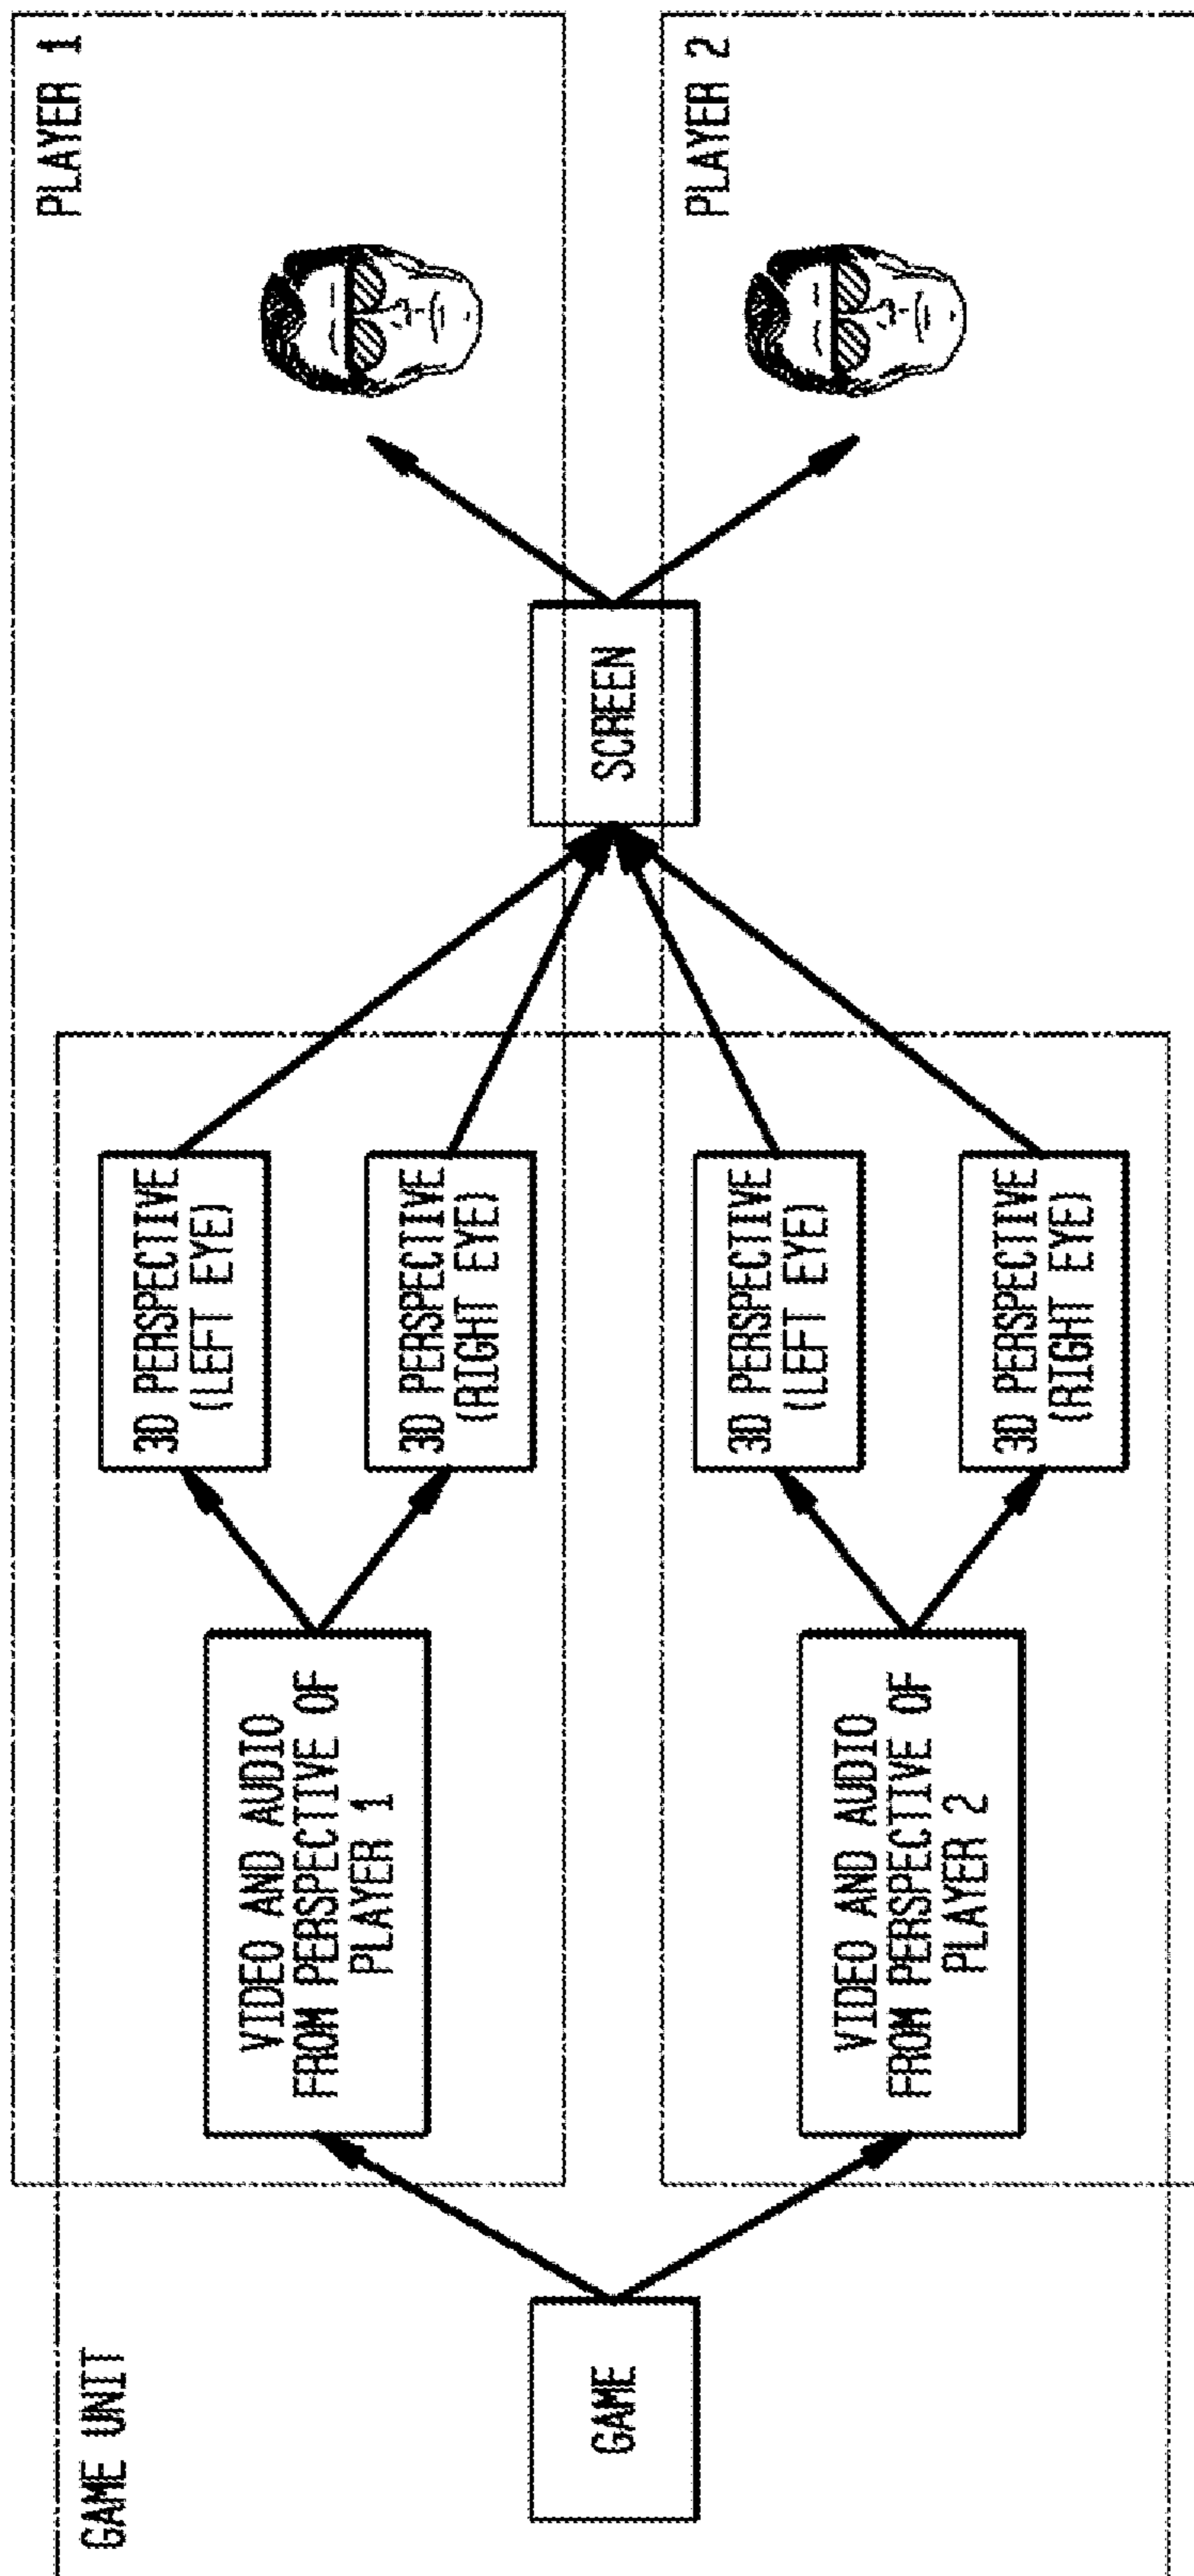 GAME UNIT
GAME
VIDEO AND AUDIO
FROM PERSPECTIVE OF
PLAYER 1
3D PERSPECTIVE
(LEFT EYE)
3D PERSPECTIVE
(RIGHT EYE)
VIDEO AND AUDIO
FROM PERSPECTIVE OF
PLAYER 2
3D PERSPECTIVE
(LEFT EYE)
3D PERSPECTIVE
(RIGHT EYE)
SCREEN
PLAYER 1
PLAYER 2